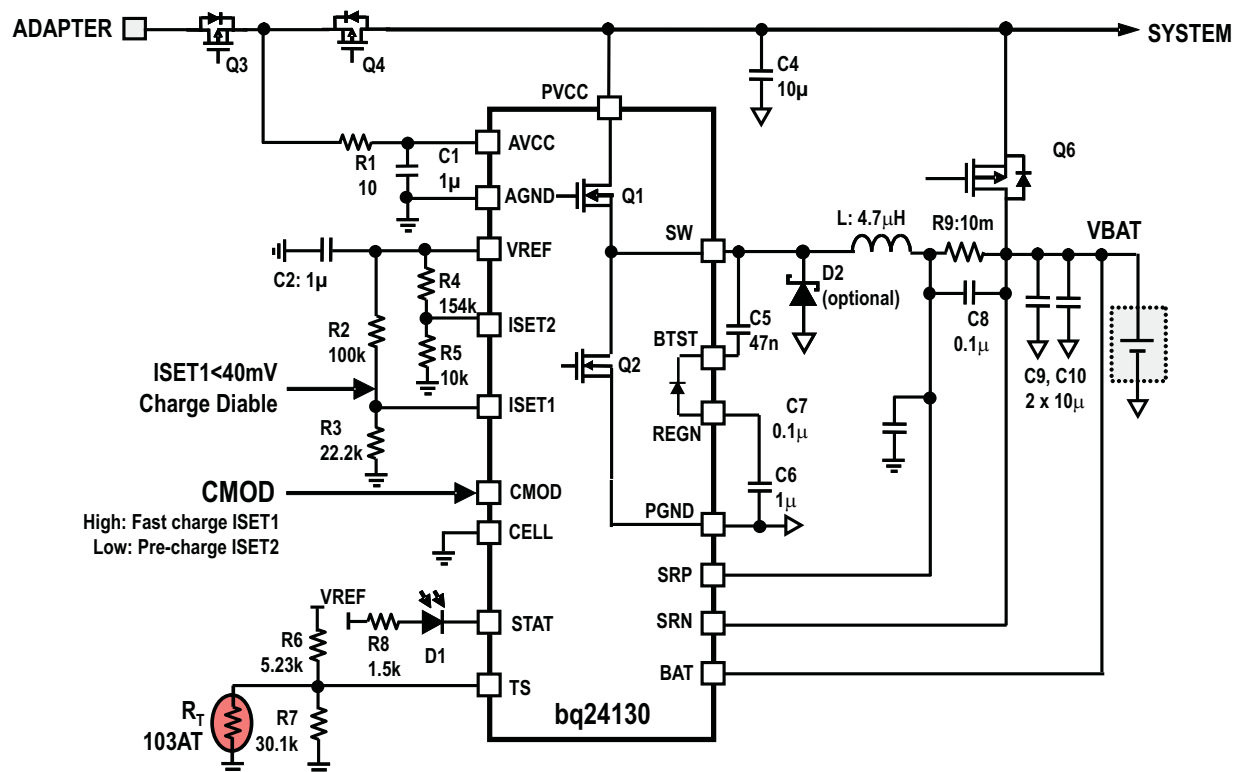 ADAPTER
Q3
Q4
SYSTEM
PVCC
C4
10µ
AVCC
R1
10
C1
1µ
AGND
Q1
Q6
VREF
C2: 1µ
R4
154k
SW
L: 4.7µH
R9:10m
VBAT
D2
(optional)
R2
100k
ISET2
R5
10k
C5
47n
BTST
C8
0.1µ
ISET1<40mV
Charge Diable
Q2
ISET1
REGN
C7
0.1µ
C9, C10
2 x 10µ
R3
22.2k
CMOD
High: Fast charge ISET1
Low: Pre-charge ISET2
CMOD
C6
1µ
PGND
CELL
SRP
VREF
R8
1.5k
D1
STAT
SRN
R6
5.23k
BAT
TS
RT
103AT
R7
30.1k
bq24130